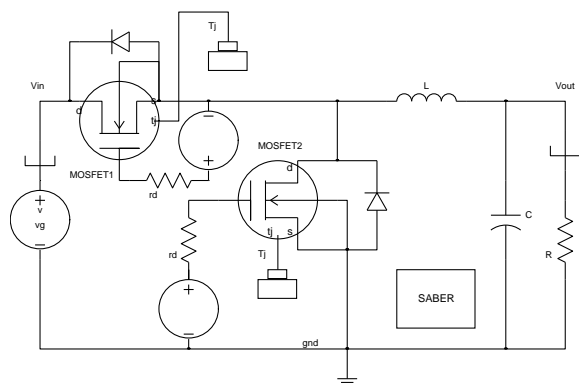 Tj
Vin
L
Vout
d
s
tj
MOSFET1
rd
MOSFET2
d
v
vg
rd
tj
s
Tj
C
R
SABER
gnd